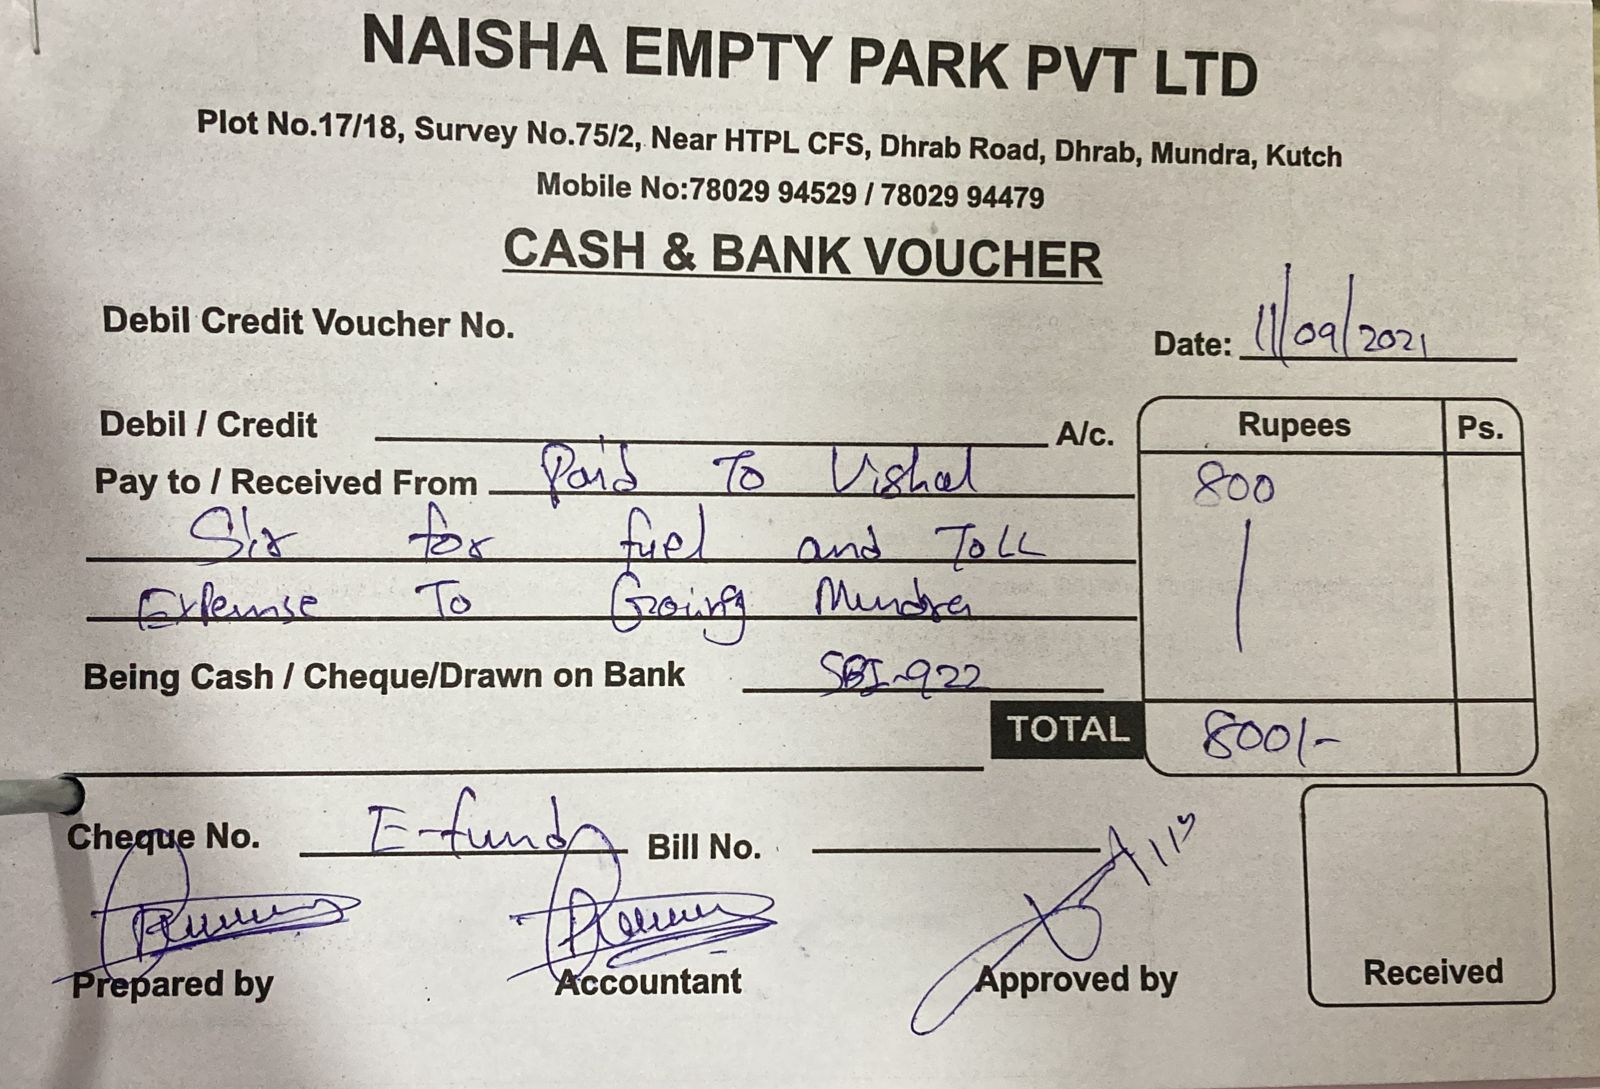 NAISHA EMPTY PARK PVT LTD
Plot No.17/18, Survey No.75/2, Near HTPL CFS, Dhrab Road, Dhrab, Mundra, Kutch
Mobile No:78029 94529 / 78029 94479
CASH & BANK VOUCHER
Debil Credit Voucher No.
Date: 11/09/2021
Debil / Credit A/c.
Rupees Ps.
Pay to / Received From Paid To Vishal
800
Sir for fuel and Toll
Expense To Going Mundra
Being Cash / Cheque/Drawn on Bank SBI-922
TOTAL 800/-
Cheque No. E-fund Bill No.
Prepared by Accountant Approved by Received